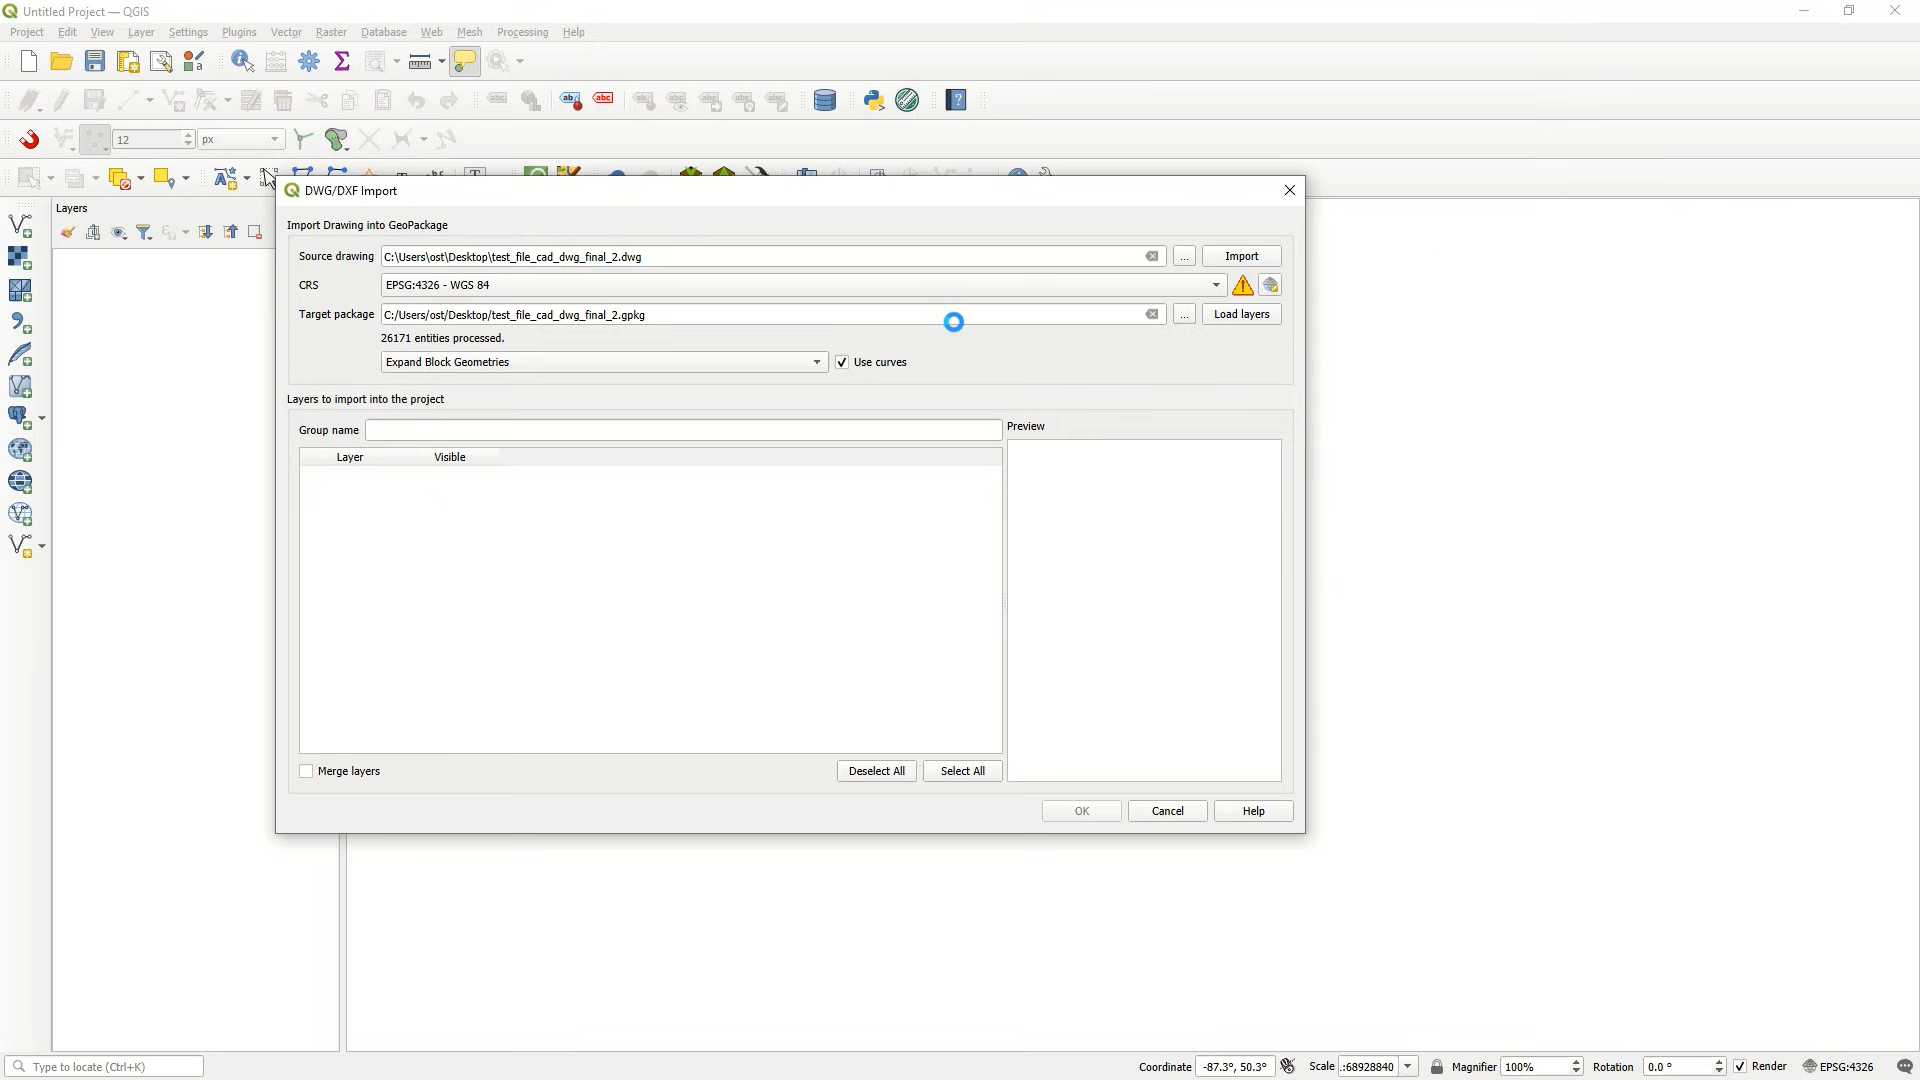 Untitled Project — QGIS
Project Edit View Layer Settings Plugins Vector Raster Database Web Mesh Processing Help
12 px
Layers
DWG/DXF Import
Import Drawing into GeoPackage
Source drawing C:\Users\ost\Desktop\test_file_cad_dwg_final_2.dwg ... Import
CRS EPSG:4326 - WGS 84
Target package C:/Users/ost/Desktop/test_file_cad_dwg_final_2.gpkg ... Load layers
26171 entities processed.
Expand Block Geometries Use curves
Layers to import into the project
Group name Preview
Layer Visible
Merge layers Deselect All Select All
OK Cancel Help
Type to locate (Ctrl+K) Coordinate -87.3°, 50.3° Scale .:68928840 Magnifier 100% Rotation 0.0 ° Render EPSG:4326